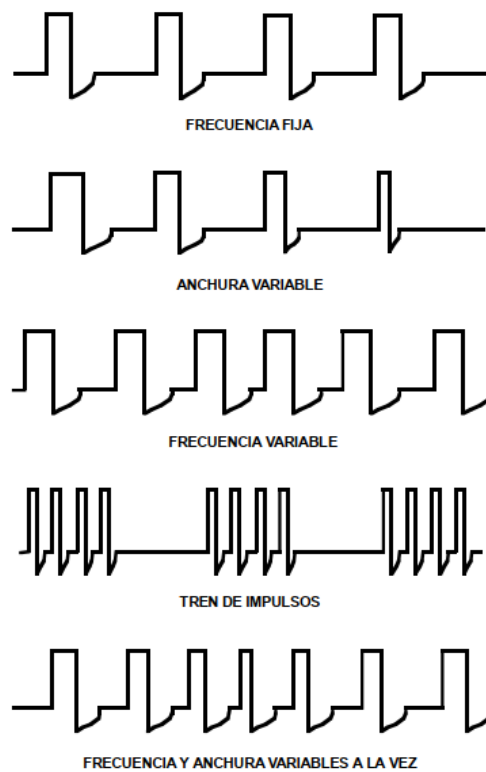 FRECUENCIA FIJA
ANCHURA VARIABLE
FRECUENCIA VARIABLE
TREN DE IMPULSOS
FRECUENCIA Y ANCHURA VARIABLES A LA VEZ